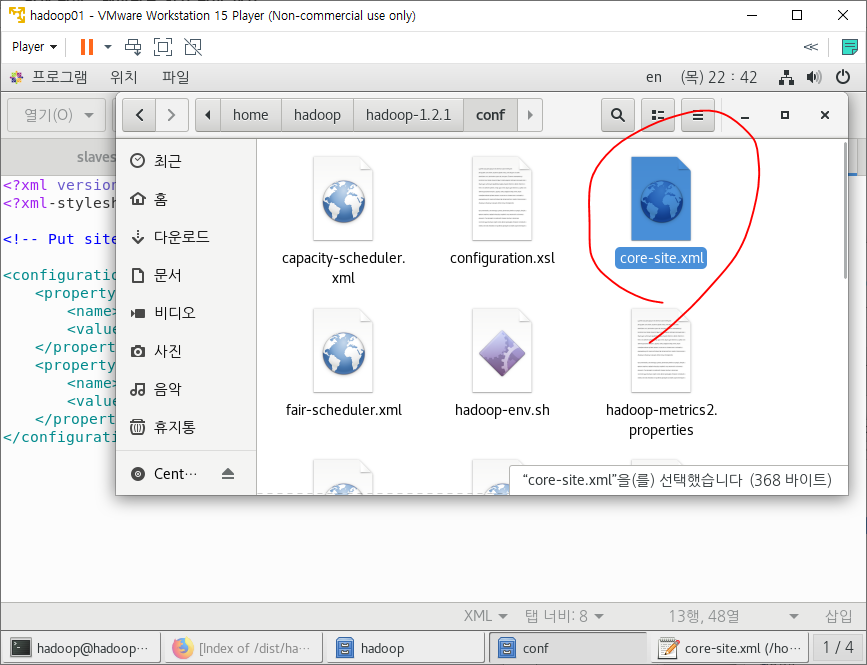 hadoop01 - VMware Workstation 15 Player (Non-commercial use only)
Player
프로그램 위치 파일
en (목) 22 : 42
열기(O)
home hadoop hadoop-1.2.1 conf
slaves
최근
홈
다운로드
문서
비디오
사진
음악
휴지통
Cent…
<?xml version
<?xml-stylesh
<!-- Put site
<configuratio
<property
<name>
<value
</propert
<property
<name>
<value
</propert
</configurati
capacity-scheduler.
xml
configuration.xsl
core-site.xml
fair-scheduler.xml
hadoop-env.sh
hadoop-metrics2.
properties
“core-site.xml”을(를) 선택했습니다 (368 바이트)
XML 탭 너비: 8 13행, 48열 삽입
hadoop@hadoop…
[Index of /dist/ha…
hadoop
conf
core-site.xml (/ho…
1 / 4